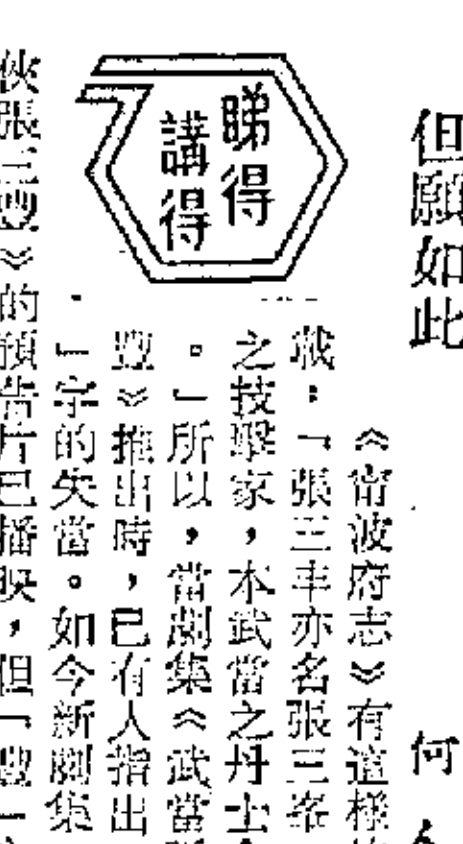 但願如此
何
睇得
講得
《甯波府志》有這樣
載:「張三丰亦名張三峯
之技擊家,本武當之丹士
。」所以,當劇集《武當
豐》推出時,已有人指出
」字的失當。如今新劇集
俠張三豐》的預告片已播映,但「豐